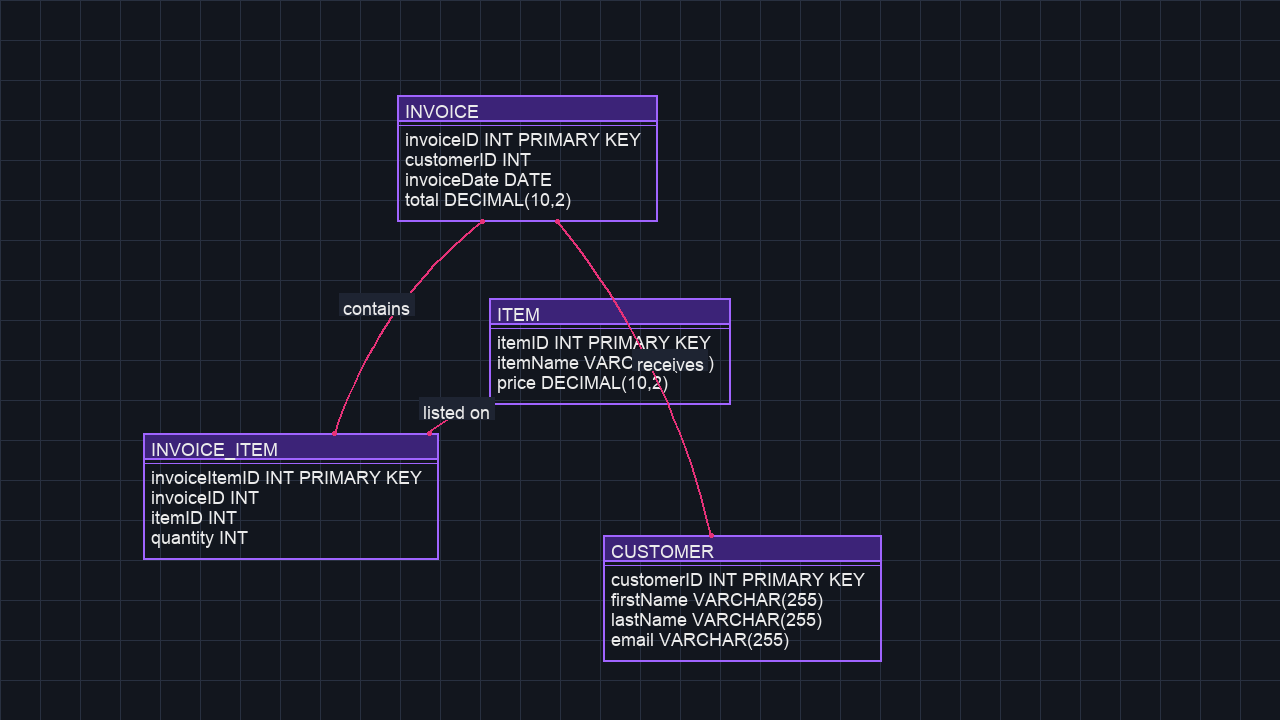 INVOICE
invoiceID INT PRIMARY KEY
customerID INT
invoiceDate DATE
total DECIMAL(10,2)
contains
ITEM
itemID INT PRIMARY KEY
itemName
receives
price DECIMAL(10,2)
listed on
INVOICE_ITEM
invoiceItemID INT PRIMARY KEY
invoiceID INT
itemID INT
quantity INT
CUSTOMER
customerID INT PRIMARY KEY
firstName VARCHAR(255)
lastName VARCHAR(255)
email VARCHAR(255)